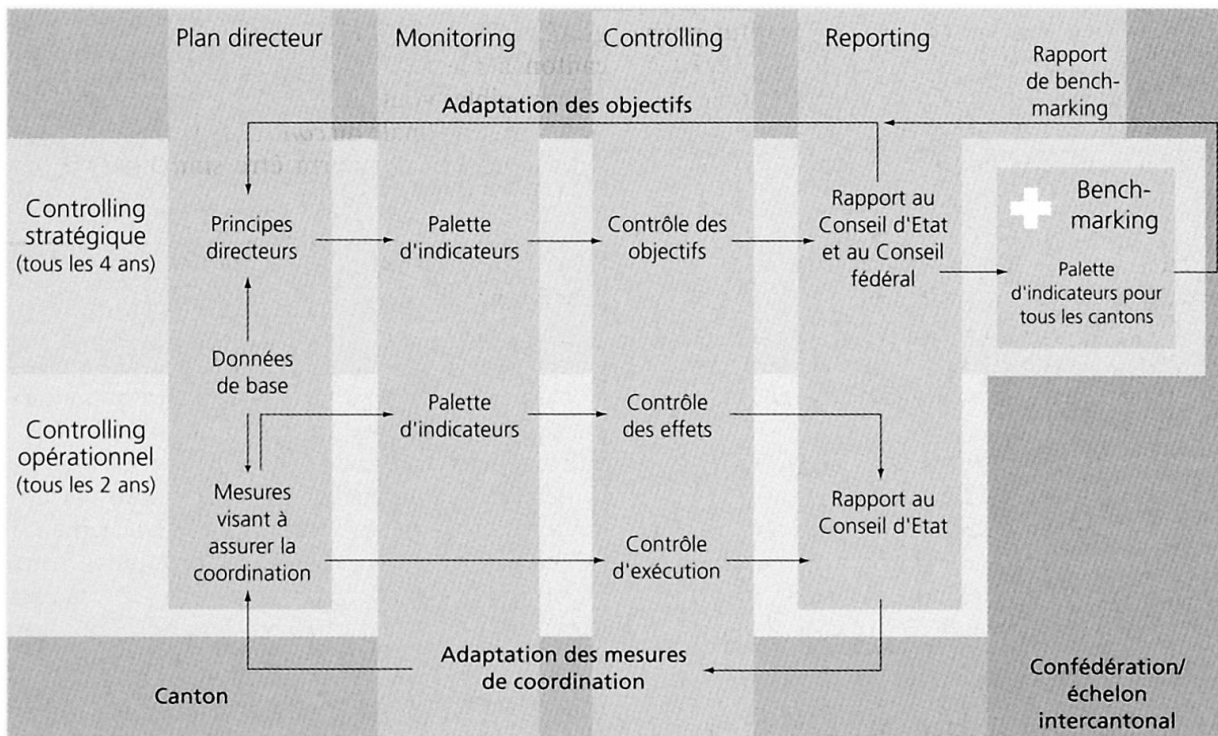 Plan directeur
Monitoring
Controlling
Reporting
Rapport
de bench-
marking
Adaptation des objectifs
Controlling
stratégique
(tous les 4 ans)
Principes
directeurs
Palette
d'indicateurs
Contrôle des
objectifs
Rapport au
Conseil d'Etat
et au Conseil
fédéral
Bench-
marking
Palette
d'indicateurs pour
tous les cantons
Données
de base
Controlling
opérationnel
(tous les 2 ans)
Palette
d'indicateurs
Contrôle
des effets
Mesures
visant à
assurer la
coordination
Contrôle
d'exécution
Rapport au
Conseil d'Etat
Adaptation des mesures
de coordination
Canton
Confédération/
échelon
intercantonal